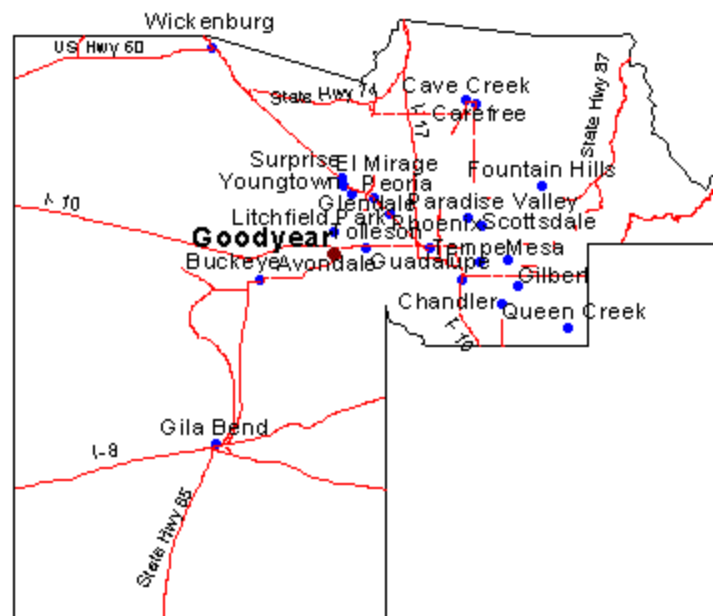 Wickenburg
US Hwy 60
State Hwy 74
Cave Creek
Carefree
I-17
State Hwy 87
Surprise
El Mirage
Fountain Hills
Youngtown
Peoria
Glendale
Paradise Valley
I-10
Litchfield Park
Phoenix
Scottsdale
Tolleson
Goodyear
Tempe
Mesa
Buckeye
Avondale
Guadalupe
Gilbert
Chandler
Queen Creek
I-10
Gila Bend
I-8
State Hwy 85